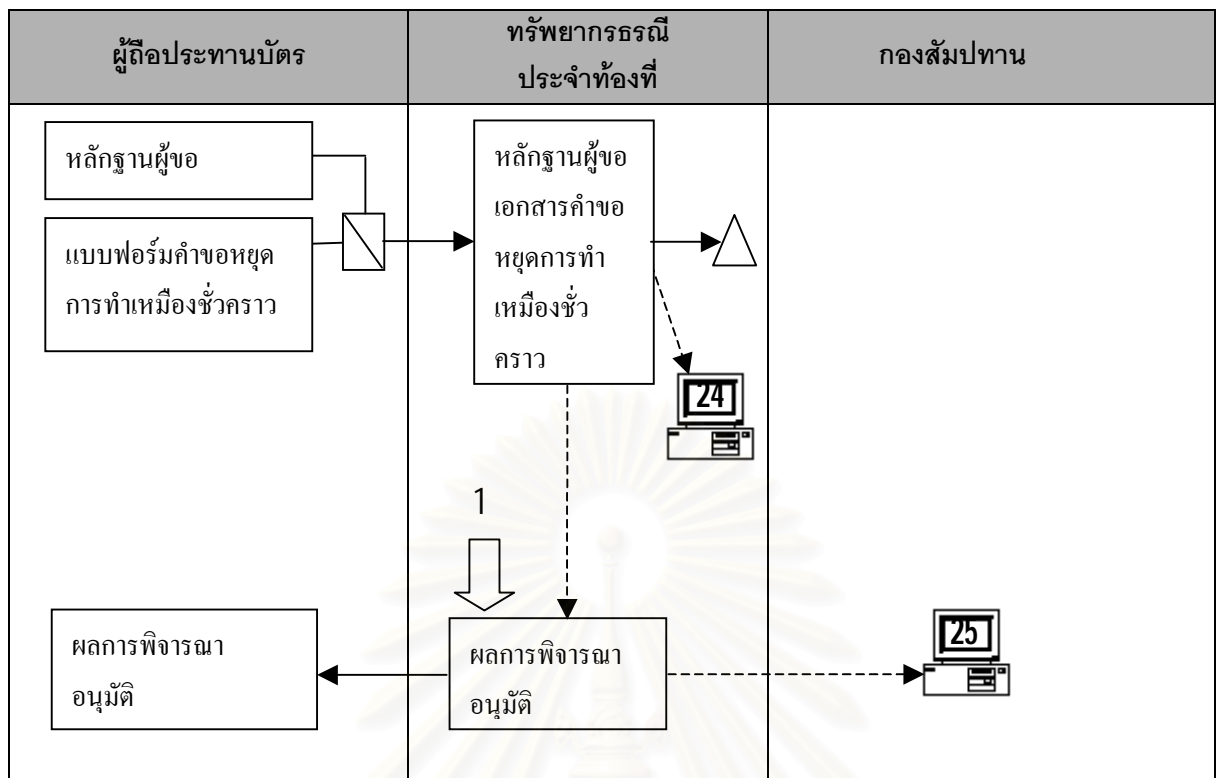 ผู้ถือประทานบัตร
ทรัพยากรธรณี
ประจำท้องที่
กองสัมปทาน
หลักฐานผู้ขอ
แบบฟอร์มคำขอหยุด
การทำเหมืองชั่วคราว
หลักฐานผู้ขอ
เอกสารคำขอ
หยุดการทำ
เหมืองชั่ว
คราว
24
1
ผลการพิจารณา
อนุมัติ
ผลการพิจารณา
อนุมัติ
25